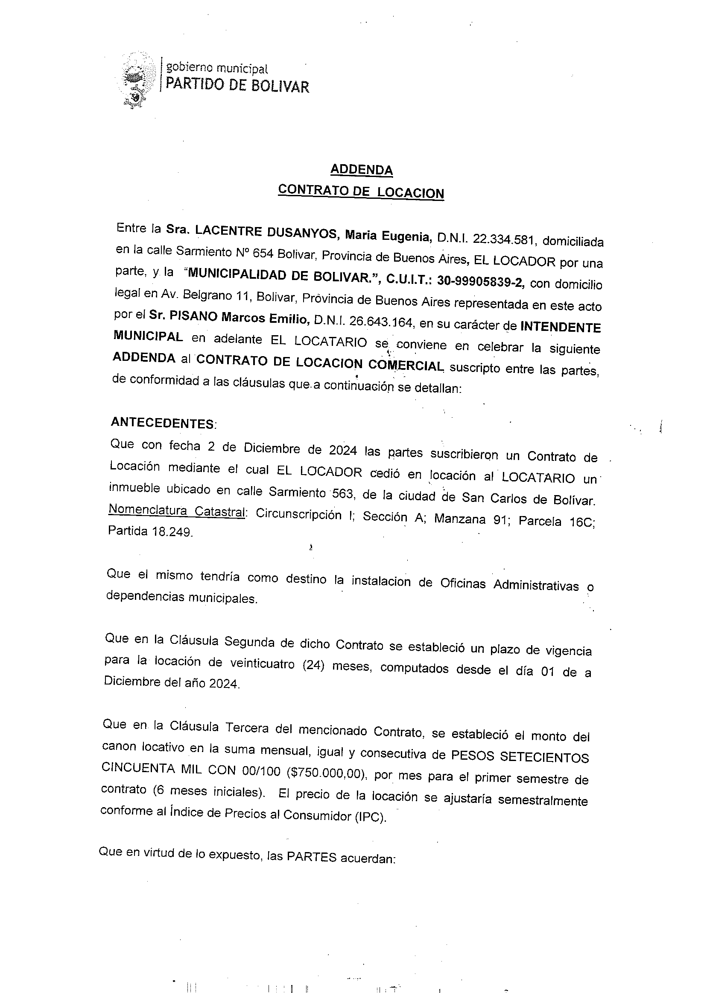 gobierno municipal
PARTIDO DE BOLIVAR
ADDENDA
CONTRATO DE LOCACION
Entre la Sra. LACENTRE DUSANYOS, Maria Eugenia, D.N.I. 22.334.581, domiciliada
en la calle Sarmiento Nº 654 Bolivar, Provincia de Buenos Aires, EL LOCADOR por una
parte, y la "MUNICIPALIDAD DE BOLIVAR.", C.U.I.T.: 30-99905839-2, con domicilio
legal en Av. Belgrano 11, Bolivar, Provincia de Buenos Aires representada en este acto
por el Sr. PISANO Marcos Emilio, D.N.I. 26.643.164, en su carácter de INTENDENTE
MUNICIPAL en adelante EL LOCATARIO se conviene en celebrar la siguiente
ADDENDA al CONTRATO DE LOCACION COMERCIAL suscripto entre las partes,
de conformidad a las cláusulas que a continuación se detallan:
ANTECEDENTES:
Que con fecha 2 de Diciembre de 2024 las partes suscribieron un Contrato de
Locación mediante el cual EL LOCADOR cedió en locación al LOCATARIO un
inmueble ubicado en calle Sarmiento 563, de la ciudad de San Carlos de Bolívar.
Nomenclatura Catastral: Circunscripción I; Sección A; Manzana 91; Parcela 16C;
Partida 18.249.
Que el mismo tendría como destino la instalacion de Oficinas Administrativas o
dependencias municipales.
Que en la Cláusula Segunda de dicho Contrato se estableció un plazo de vigencia
para la locación de veinticuatro (24) meses, computados desde el día 01 de a
Diciembre del año 2024.
Que en la Cláusula Tercera del mencionado Contrato, se estableció el monto del
canon locativo en la suma mensual, igual y consecutiva de PESOS SETECIENTOS
CINCUENTA MIL CON 00/100 ($750.000,00), por mes para el primer semestre de
contrato (6 meses iniciales). El precio de la locación se ajustaría semestralmente
conforme al Índice de Precios al Consumidor (IPC).
Que en virtud de lo expuesto, las PARTES acuerdan: